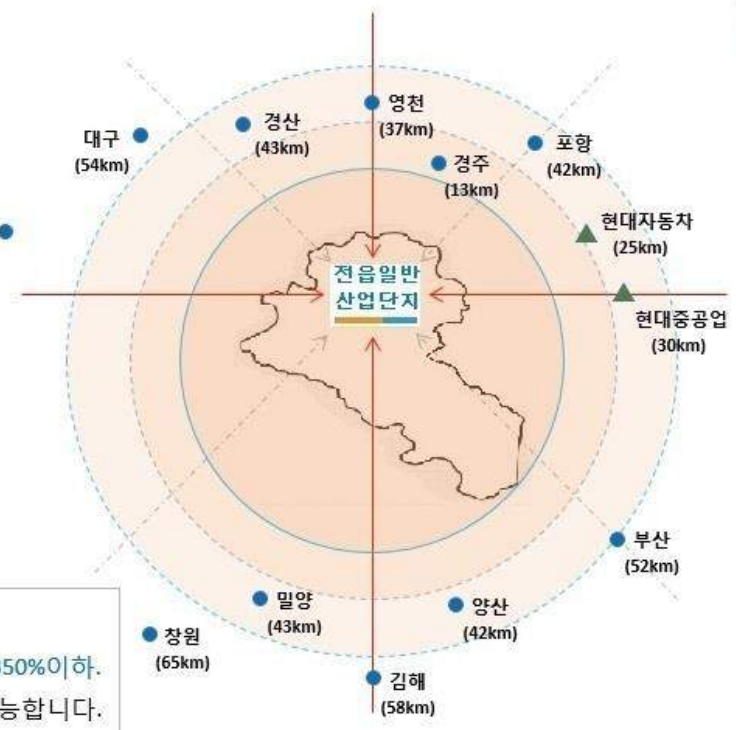 영천
(37km)
경산
(43km)
대구
(54km)
포항
(42km)
경주
(13km)
현대자동차
(25km)
전읍일반
산업단지
현대중공업
(30km)
부산
(52km)
밀양
(43km)
양산
(42km)
창원
(65km)
김해
(58km)
50%이하.
능합니다.